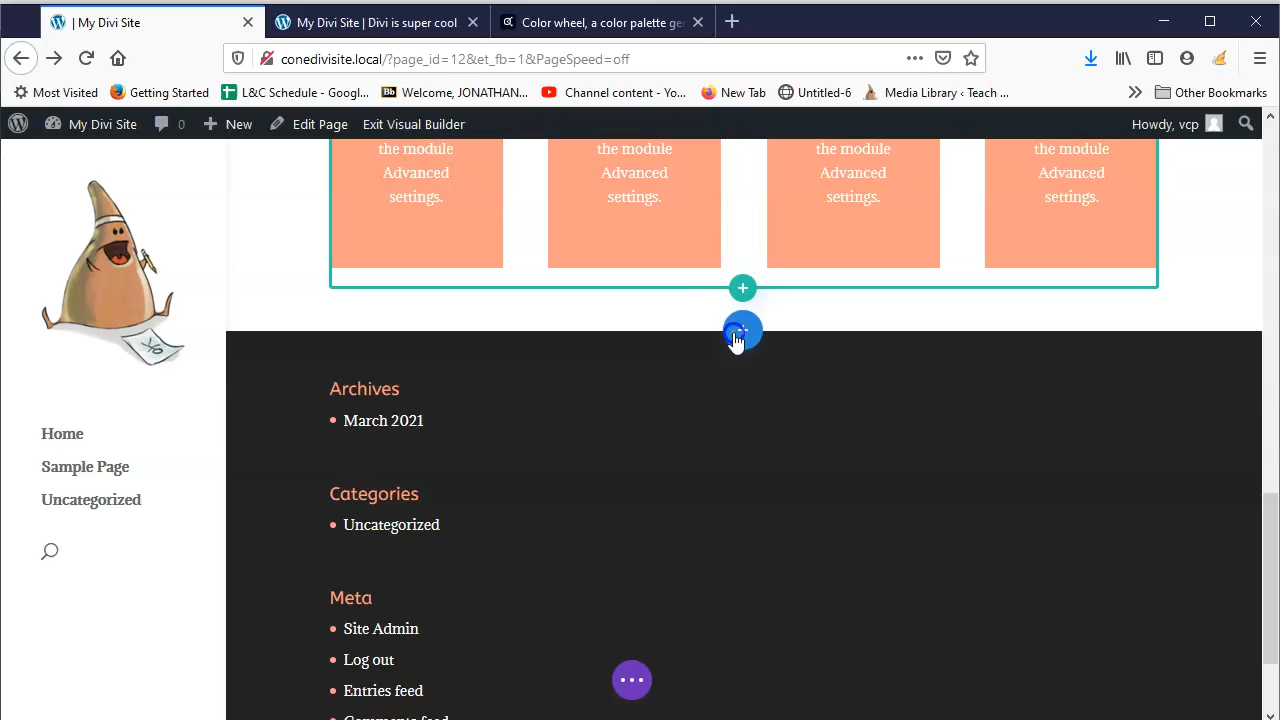 | My Divi Site
My Divi Site | Divi is super cool
Color wheel, a color palette ge
conedivisite.local/?page_id=12&et_fb=1&PageSpeed=off
Most Visited
Getting Started
L&C Schedule - Googl...
Bb Welcome, JONATHAN...
Channel content - Yo...
New Tab
Untitled-6
Media Library ‹ Teach ...
Other Bookmarks
My Divi Site
0
New
Edit Page
Exit Visual Builder
Howdy, vcp
the module
Advanced
settings.
the module
Advanced
settings.
the module
Advanced
settings.
the module
Advanced
settings.
Home
Sample Page
Uncategorized
Archives
March 2021
Categories
Uncategorized
Meta
Site Admin
Log out
Entries feed
Comments feed